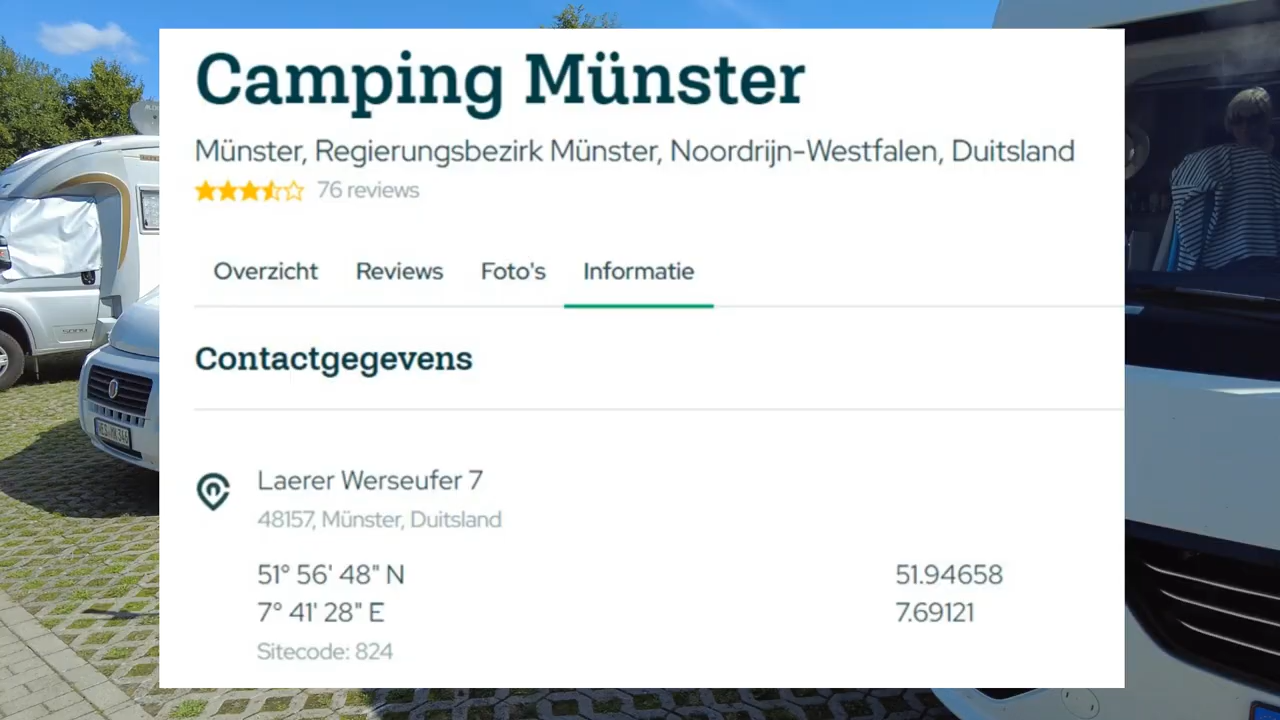 Camping Münster
Münster, Regierungsbezirk Münster, Noordrijn-Westfalen, Duitsland
76 reviews
Overzicht Reviews Foto's Informatie
Contactgegevens
Laerer Werseufer 7
48157, Münster, Duitsland
51° 56' 48" N 51.94658
7° 41' 28" E 7.69121
Sitecode: 824